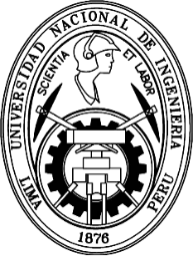 UNIVERSIDAD NACIONAL DE INGENIERIA
SCIENTIA ET LABOR
LIMA
PERU
1876